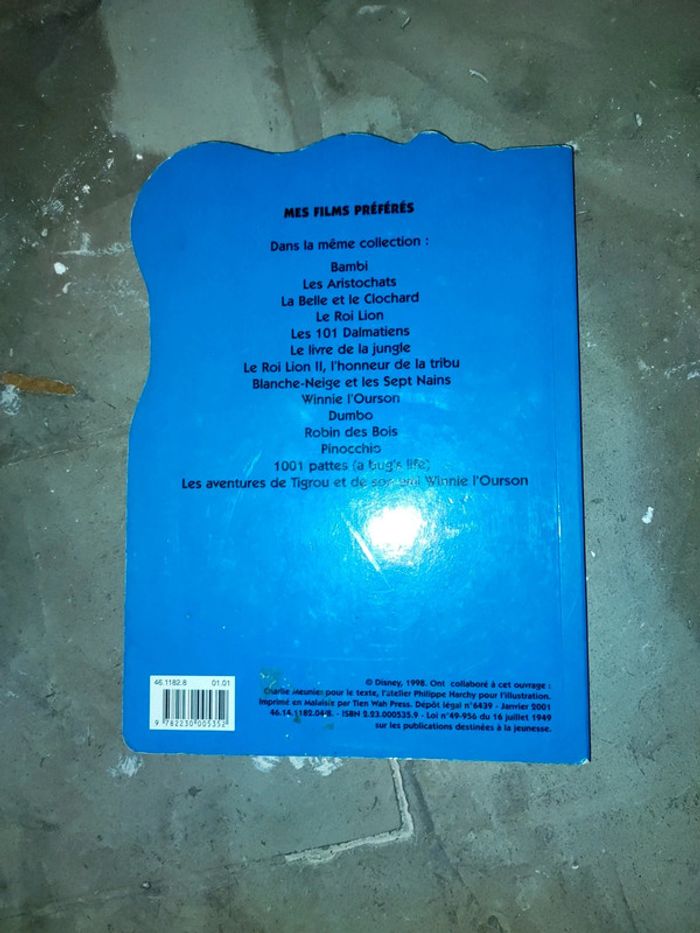 MES FILMS PRÉFÉRÉS
Dans la même collection :
Bambi
Les Aristochats
La Belle et le Clochard
Le Roi Lion
Les 101 Dalmatiens
Le livre de la jungle
Le Roi Lion II, l'honneur de la tribu
Blanche-Neige et les Sept Nains
Winnie l'Ourson
Dumbo
Robin des Bois
Pinocchio
1001 pattes (a bug's life)
Les aventures de Tigrou et de son ami Winnie l'Ourson
46.1182.8 01.01
9 782230 005352
© Disney, 1998. Ont collaboré à cet ouvrage :
Charlie Meunier pour le texte, l'atelier Philippe Harchy pour l'illustration.
Imprimé en Malaisie par Tien Wah Press. Dépôt légal n°6439 - Janvier 2001
46.14.1182.04/8. - ISBN 2.23.000535.9 - Loi n°49-956 du 16 juillet 1949
sur les publications destinées à la jeunesse.